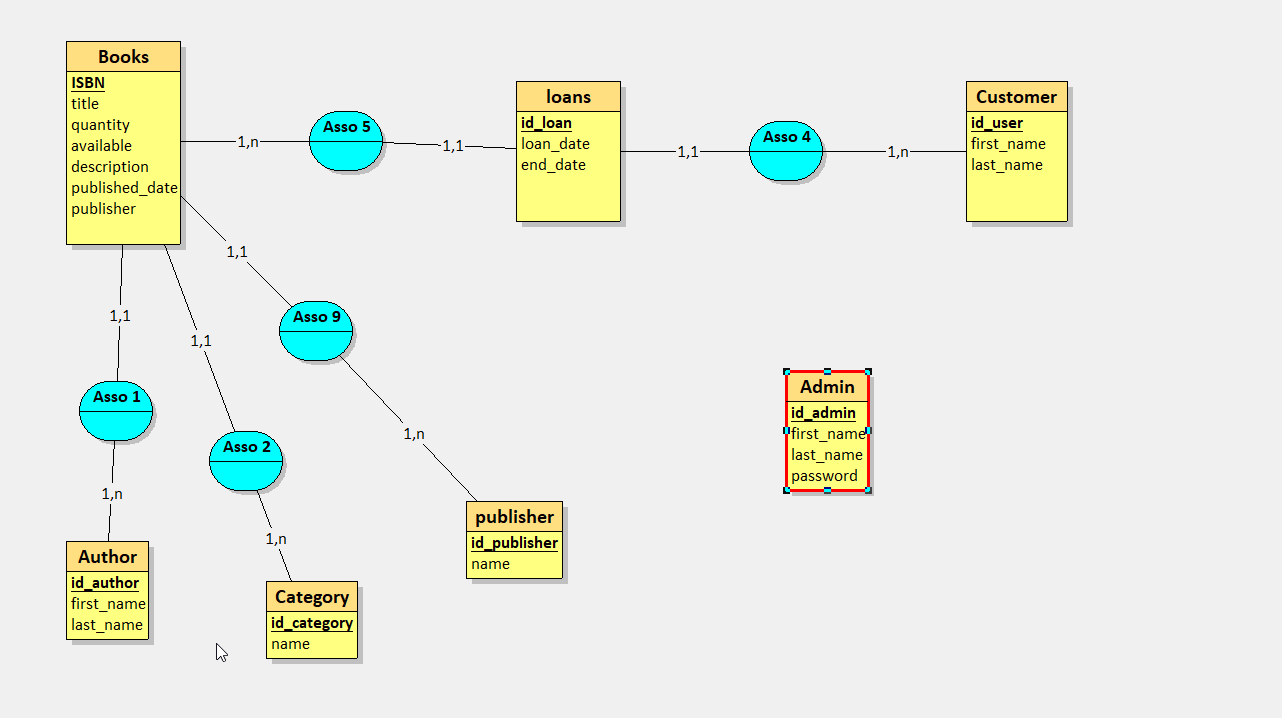 Books
ISBN
title
quantity
available
description
published_date
publisher
1,n
Asso 5
1,1
loans
id_loan
loan_date
end_date
1,1
Asso 4
1,n
Customer
id_user
first_name
last_name
1,1
1,1
1,1
Asso 9
Asso 1
Asso 2
1,n
1,n
1,n
Admin
id_admin
first_name
last_name
password
publisher
id_publisher
name
Author
id_author
first_name
last_name
Category
id_category
name